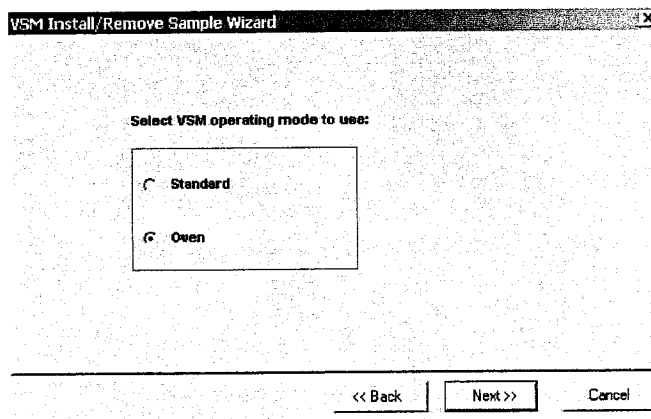 VSM Install/Remove Sample Wizard
X
Select VSM operating mode to use:
Standard
Oven
<< Back
Next >>
Cancel